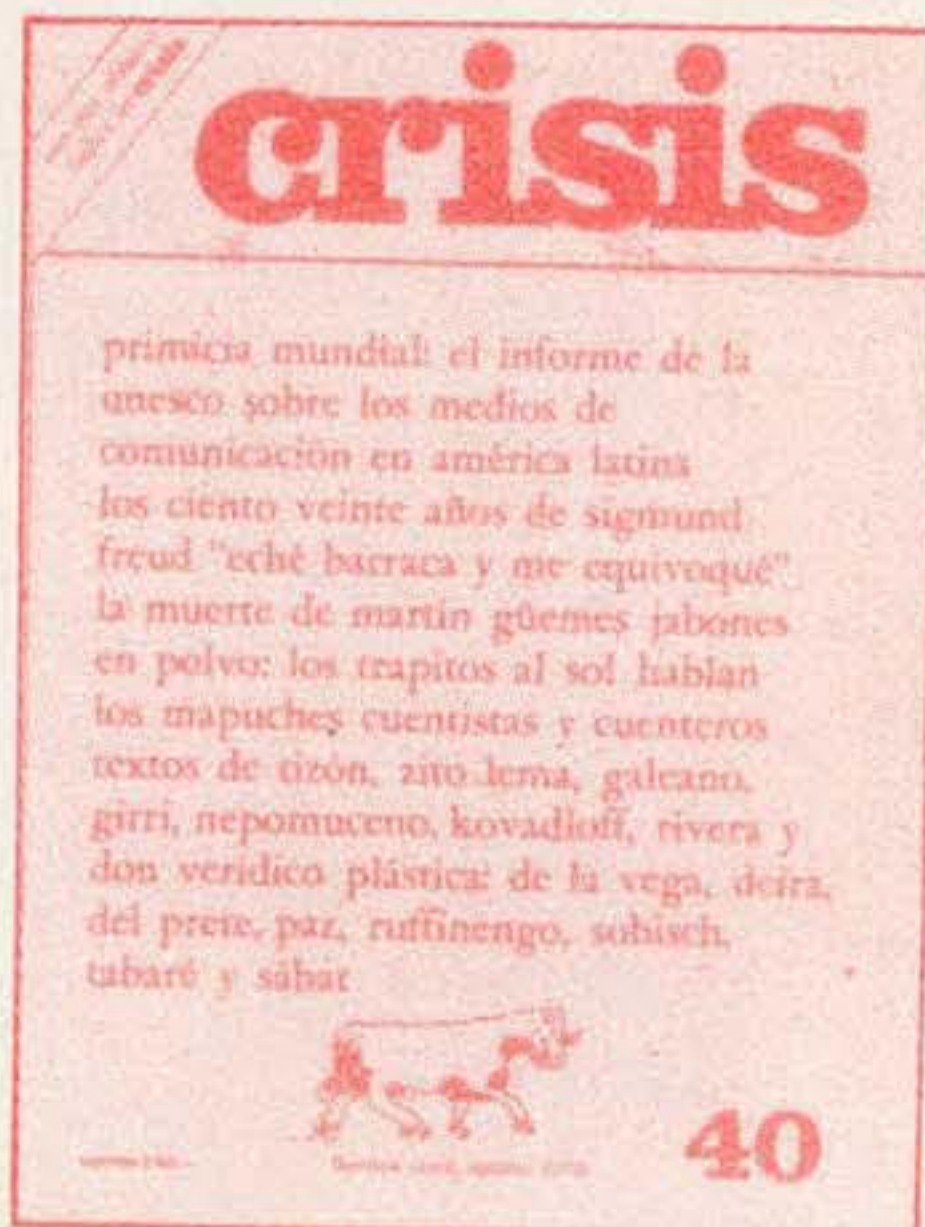 crisis
primicia mundial: el informe de la
unesco sobre los medios de
comunicación en américa latina
los ciento veinte años de sigmund
freud "eché barraca y me equivoqué"
la muerte de martín güemes jabones
en polvo: los trapitos al sol hablan
los mapuches cuentistas y cuenteros
textos de tizón, zito lema, galeano,
girri, nepomuceno, kovadloff, rivera y
don verídico plástica: de la vega, deira,
del prete, paz, ruffinengo, sobisch,
tabaré y sábat
40